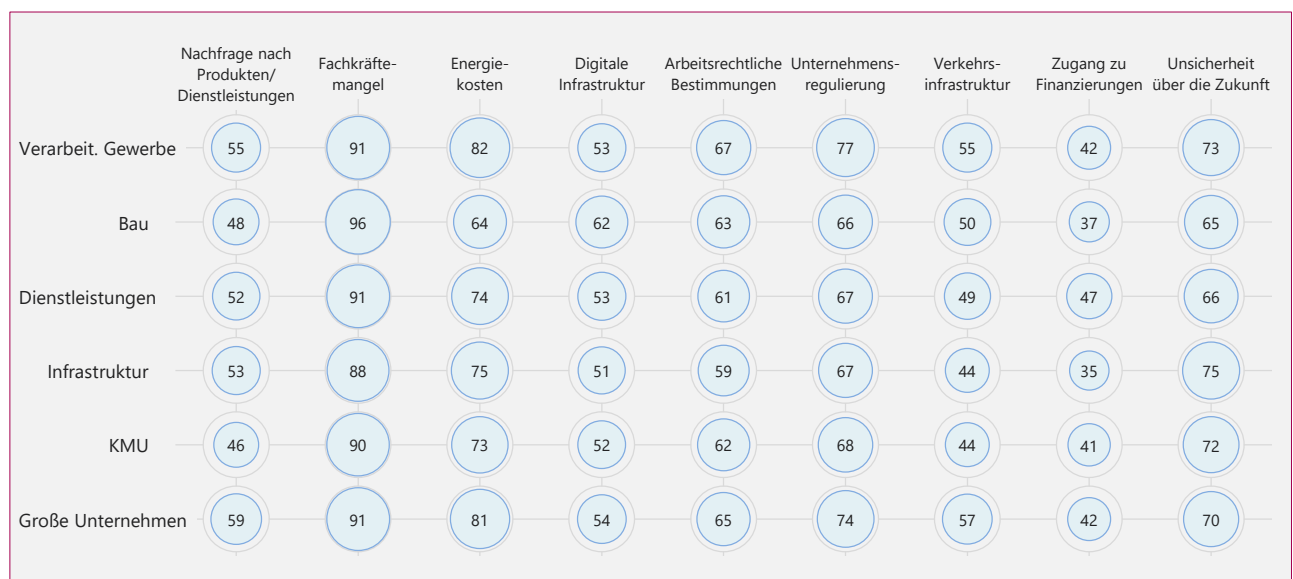 Nachfrage nach
Produkten/
Dienstleistungen
Fachkräfte-
mangel
Energie-
kosten
Digitale
Infrastruktur
Arbeitsrechtliche
Bestimmungen
Unternehmens-
regulierung
Verkehrs-
infrastruktur
Zugang zu
Finanzierungen
Unsicherheit
über die Zukunft
Verarbeit. Gewerbe 55 91 82 53 67 77 55 42 73
Bau 48 96 64 62 63 66 50 37 65
Dienstleistungen 52 91 74 53 61 67 49 47 66
Infrastruktur 53 88 75 51 59 67 44 35 75
KMU 46 90 73 52 62 68 44 41 72
Große Unternehmen 59 91 81 54 65 74 57 42 70